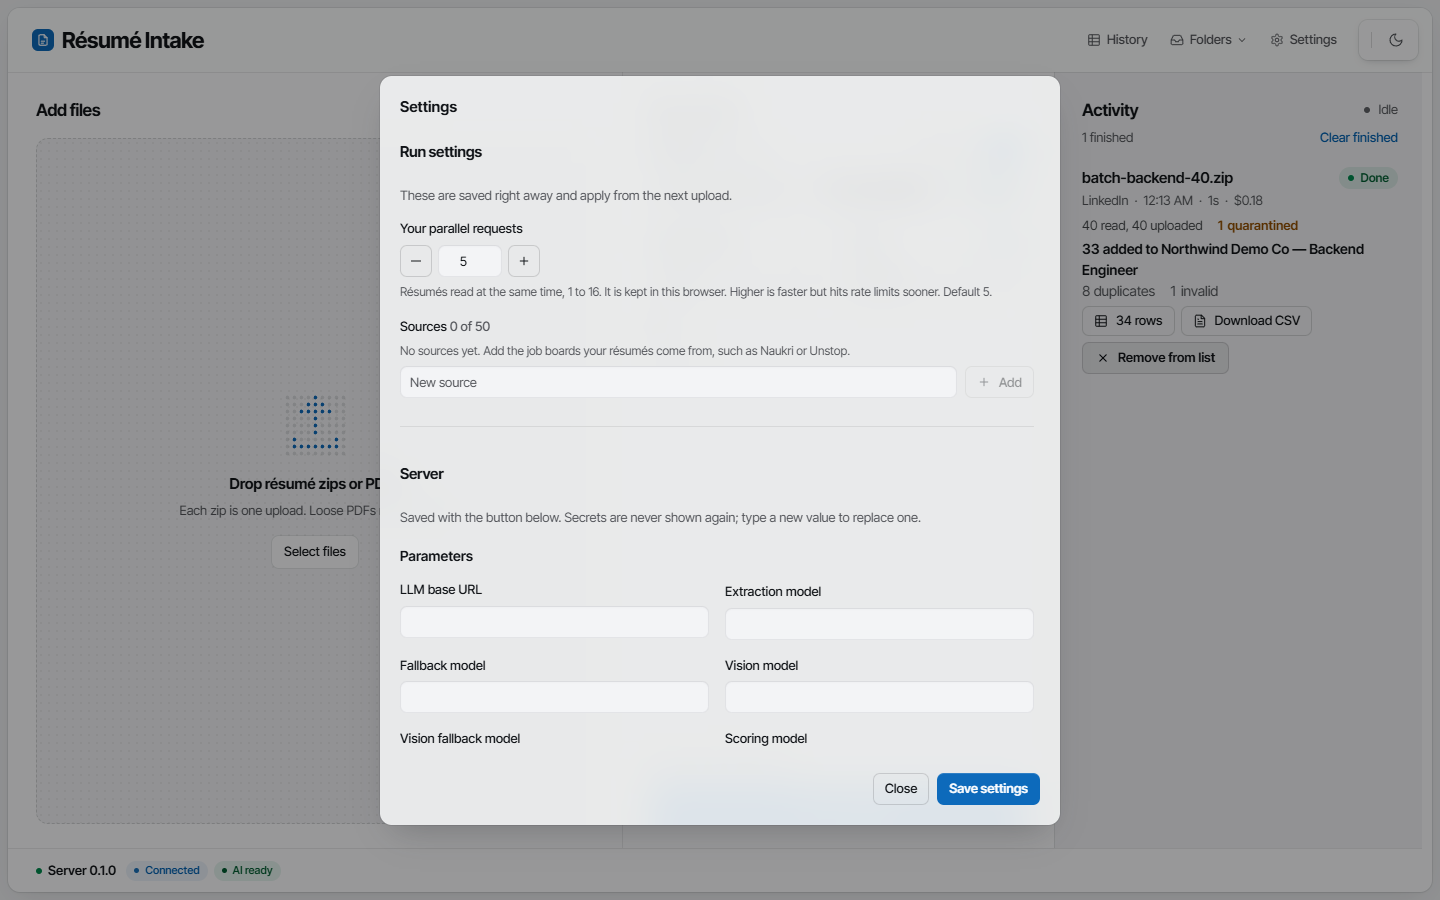 Résumé Intake
History
Folders
Settings
Add files
Drop résumé zips or PD
Each zip is one upload. Loose PDFs
Select files
Settings
Run settings
These are saved right away and apply from the next upload.
Your parallel requests
5
Résumés read at the same time, 1 to 16. It is kept in this browser. Higher is faster but hits rate limits sooner. Default 5.
Sources 0 of 50
No sources yet. Add the job boards your résumés come from, such as Naukri or Unstop.
New source
Add
Server
Saved with the button below. Secrets are never shown again; type a new value to replace one.
Parameters
LLM base URL
Extraction model
Fallback model
Vision model
Vision fallback model
Scoring model
Close
Save settings
Activity
Idle
1 finished
Clear finished
batch-backend-40.zip
Done
LinkedIn · 12:13 AM · 1s · $0.18
40 read, 40 uploaded 1 quarantined
33 added to Northwind Demo Co — Backend
Engineer
8 duplicates 1 invalid
34 rows
Download CSV
Remove from list
Server 0.1.0
Connected
AI ready